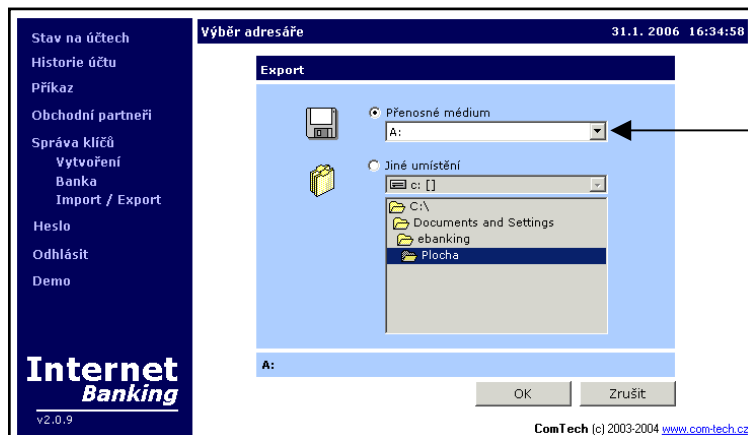 Stav na účtech
Historie účtu
Příkaz
Obchodní partneři
Správa klíčů
Vytvoření
Banka
Import / Export
Heslo
Odhlásit
Demo
Internet
Banking
v2.0.9
Výběr adresáře 31.1. 2006 16:34:58
Export
Přenosné médium
A:
Jiné umístění
c: []
C:\
Documents and Settings
ebanking
Plocha
A:
OK Zrušit
ComTech (c) 2003-2004 www.com-tech.cz